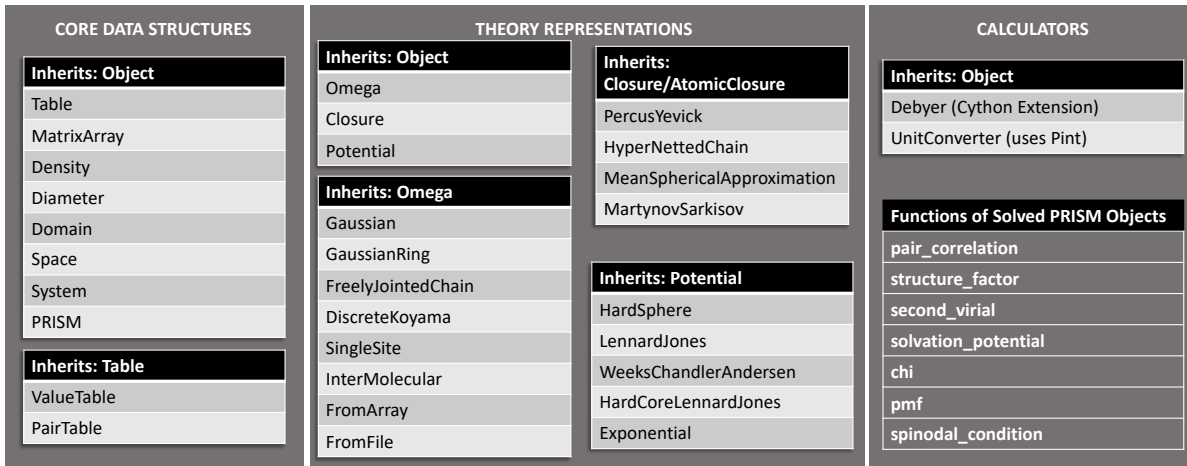 CORE DATA STRUCTURES
Inherits: Object
Table
MatrixArray
Density
Diameter
Domain
Space
System
PRISM
Inherits: Table
ValueTable
PairTable
THEORY REPRESENTATIONS
Inherits: Object
Omega
Closure
Potential
Inherits: Omega
Gaussian
GaussianRing
FreelyJointedChain
DiscreteKoyama
SingleSite
InterMolecular
FromArray
FromFile
Inherits:
Closure/AtomicClosure
PercusYevick
HyperNettedChain
MeanSphericalApproximation
MartynovSarkisov
Inherits: Potential
HardSphere
LennardJones
WeeksChandlerAndersen
HardCoreLennardJones
Exponential
CALCULATORS
Inherits: Object
Debyer (Cython Extension)
UnitConverter (uses Pint)
Functions of Solved PRISM Objects
pair_correlation
structure_factor
second_virial
solvation_potential
chi
pmf
spinodal_condition